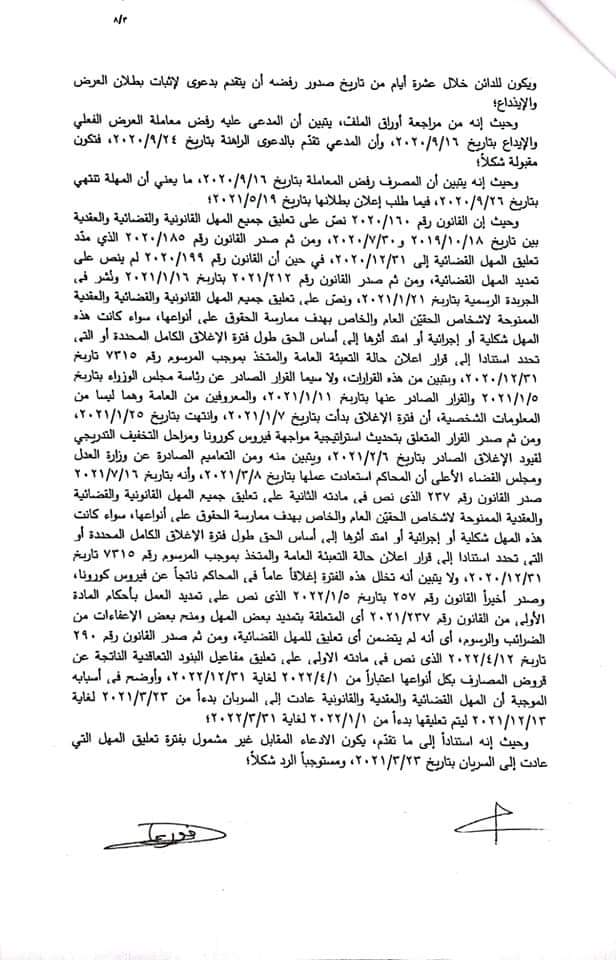 ٨/٣
ويكون للدائن خلال عشرة أيام من تاريخ صدور رفضه أن يتقدم بدعوى لإثبات بطلان العرض
والإيذداع؛
وحيث إنه من مراجعة أوراق الملف، يتبين أن المدعى عليه رفض معاملة العرض الفعلي
والإيداع بتاريخ ٢٠٢٠/٩/١٦، وأن المدعي تقدّم بالدعوى الراهنة بتاريخ ٢٠٢٠/٩/٢٤، فتكون
مقبولة شكلاً؛
وحيث إنه يتبين أن المصرف رفض المعاملة بتاريخ ٢٠٢٠/٩/١٦، ما يعني أن المهلة تنتهي
بتاريخ ٢٠٢٠/٩/٢٦، فيما طلب إعلان بطلانها بتاريخ ٢٠٢١/٥/١٩؛
وحيث إن القانون رقم ٢٠٢٠/١٦٠ نصّ على تعليق جميع المهل القانونية والقضائية والعقدية
بين تاريخ ٢٠١٩/١٠/١٨ و٢٠٢٠/٧/٣٠، ومن ثم صدر القانون رقم ٢٠٢٠/١٨٥ الذي مدّد
تعليق المهل القضائية إلى ٢٠٢٠/١٢/٣١، في حين أن القانون رقم ٢٠٢٠/١٩٩ لم ينص على
تمديد المهل القضائية، ومن ثم صدر القانون رقم ٢٠٢١/٢١٢ بتاريخ ٢٠٢١/١/١٦ ونُشر في
الجريدة الرسمية بتاريخ ٢٠٢١/١/٢١، ونصّ على تعليق جميع المهل القانونية والقضائية والعقدية
الممنوحة لاشخاص الحقيّن العام والخاص بهدف ممارسة الحقوق على أنواعها، سواء كانت هذه
المهل شكلية أو إجرائية أو امتد أثرها إلى أساس الحق طول فترة الإغلاق الكامل المحددة أو التي
تحدد استنادا إلى قرار اعلان حالة التعبئة العامة والمتخذ بموجب المرسوم رقم ٧٣١٥ تاريخ
٢٠٢٠/١٢/٣١، ويتبين من هذه القرارات، ولا سيما القرار الصادر عن رئاسة مجلس الوزراء بتاريخ
٢٠٢١/١/٥ والقرار الصادر عنها بتاريخ ٢٠٢١/١/١١، والمعروفين من العامة وهما ليسا من
المعلومات الشخصية، أن فترة الإغلاق بدأت بتاريخ ٢٠٢١/١/٧، وانتهت بتاريخ ٢٠٢١/١/٢٥،
ومن ثم صدر القرار المتعلق بتحديث استراتيجية مواجهة فيروس كورونا ومراحل التخفيف التدريجي
لقيود الإغلاق الصادر بتاريخ ٢٠٢١/٢/٦، ويتبين منه ومن التعاميم الصادرة عن وزارة العدل
ومجلس القضاء الأعلى أن المحاكم استعادت عملها بتاريخ ٢٠٢١/٣/٨، وأنه بتاريخ ٢٠٢١/٧/١٦
صدر القانون رقم ٢٣٧ الذى نص في مادته الثانية على تعليق جميع المهل القانونية والقضائية
والعقدية الممنوحة لاشخاص الحقيّن العام والخاص بهدف ممارسة الحقوق على أنواعها، سواء كانت
هذه المهل شكلية أو إجرائية أو امتد أثرها إلى أساس الحق طول فترة الإغلاق الكامل المحددة أو
التى تحدد استنادا إلى قرار اعلان حالة التعبئة العامة والمتخذ بموجب المرسوم رقم ٧٣١٥ تاريخ
٢٠٢٠/١٢/٣١، ولا يتبين أنه تخلل هذه الفترة إغلاقاً عاماً في المحاكم ناتجاً عن فيروس كورونا،
وصدر أخيراً القانون رقم ٢٥٧ بتاريخ ٢٠٢٢/١/٥ الذى نص على تمديد العمل بأحكام المادة
الأولى من القانون رقم ٢٠٢١/٢٣٧ أى المتعلقة بتمديد بعض المهل ومنح بعض الإعفاءات من
الضرائب والرسوم، أى أنه لم يتضمن أى تعليق للمهل القضائية، ومن ثم صدر القانون رقم ٢٩٠
تاريخ ٢٠٢٢/٤/١٢ الذى نص في مادته الاولى على تعليق مفاعيل البنود التعاقدية الناتجة عن
قروض المصارف بكل أنواعها اعتباراً من ٢٠٢٢/٤/١ لغاية ٢٠٢٢/١٢/٣١، وأوضح في أسبابه
الموجبة أن المهل القضائية والعقدية والقانونية عادت إلى السريان بدءاً من ٢٠٢١/٣/٢٣ لغاية
٢٠٢١/١٢/١٣ ليتم تعليقها بدءاً من ٢٠٢٢/١/١ لغاية ٢٠٢٢/٣/٣١؛
وحيث إنه استناداً إلى ما تقدّم، يكون الادعاء المقابل غير مشمول بفترة تعليق المهل التي
عادت إلى السريان بتاريخ ٢٠٢١/٣/٢٣، ومستوجباً الرد شكلاً؛